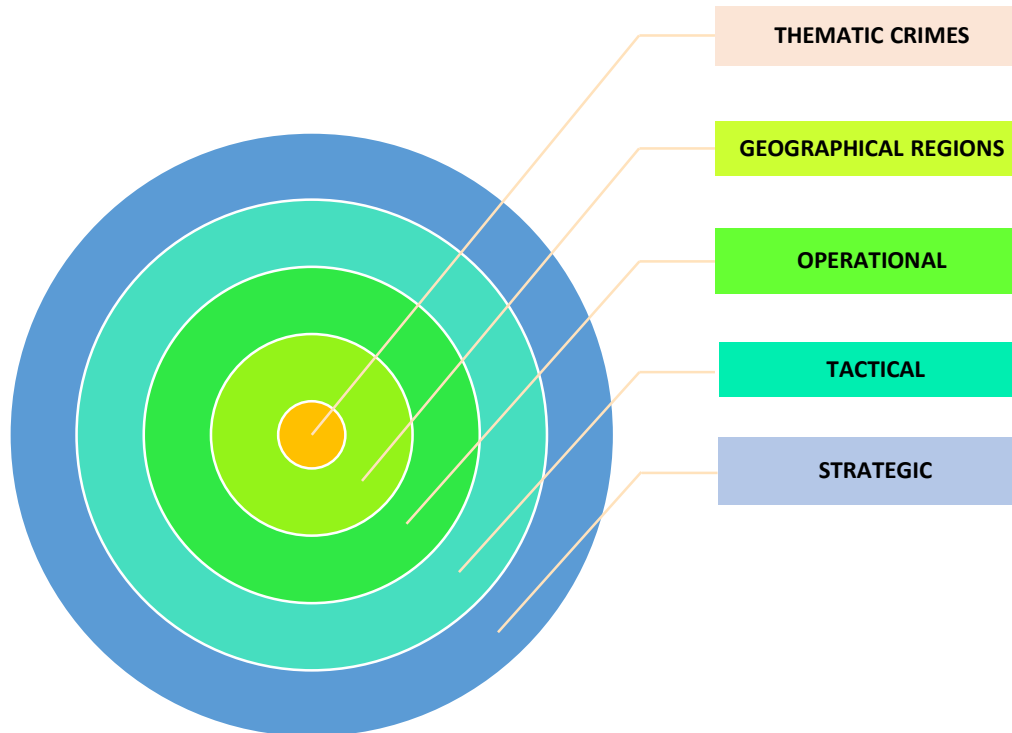 THEMATIC CRIMES
GEOGRAPHICAL REGIONS
OPERATIONAL
TACTICAL
STRATEGIC